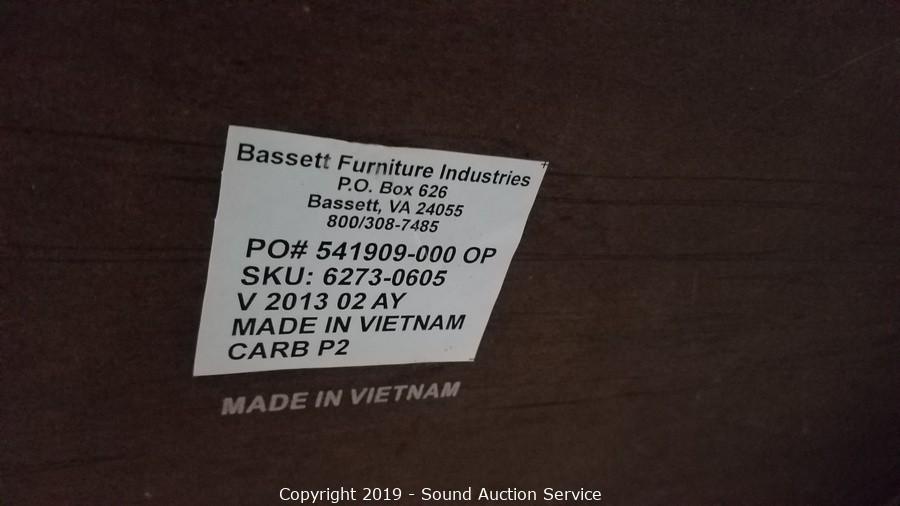 Bassett Furniture Industries
P.O. Box 626
Bassett, VA 24055
800/308-7485
PO# 541909-000 OP
SKU: 6273-0605
V 2013 02 AY
MADE IN VIETNAM
CARB P2
MADE IN VIETNAM
Copyright 2019 - Sound Auction Service